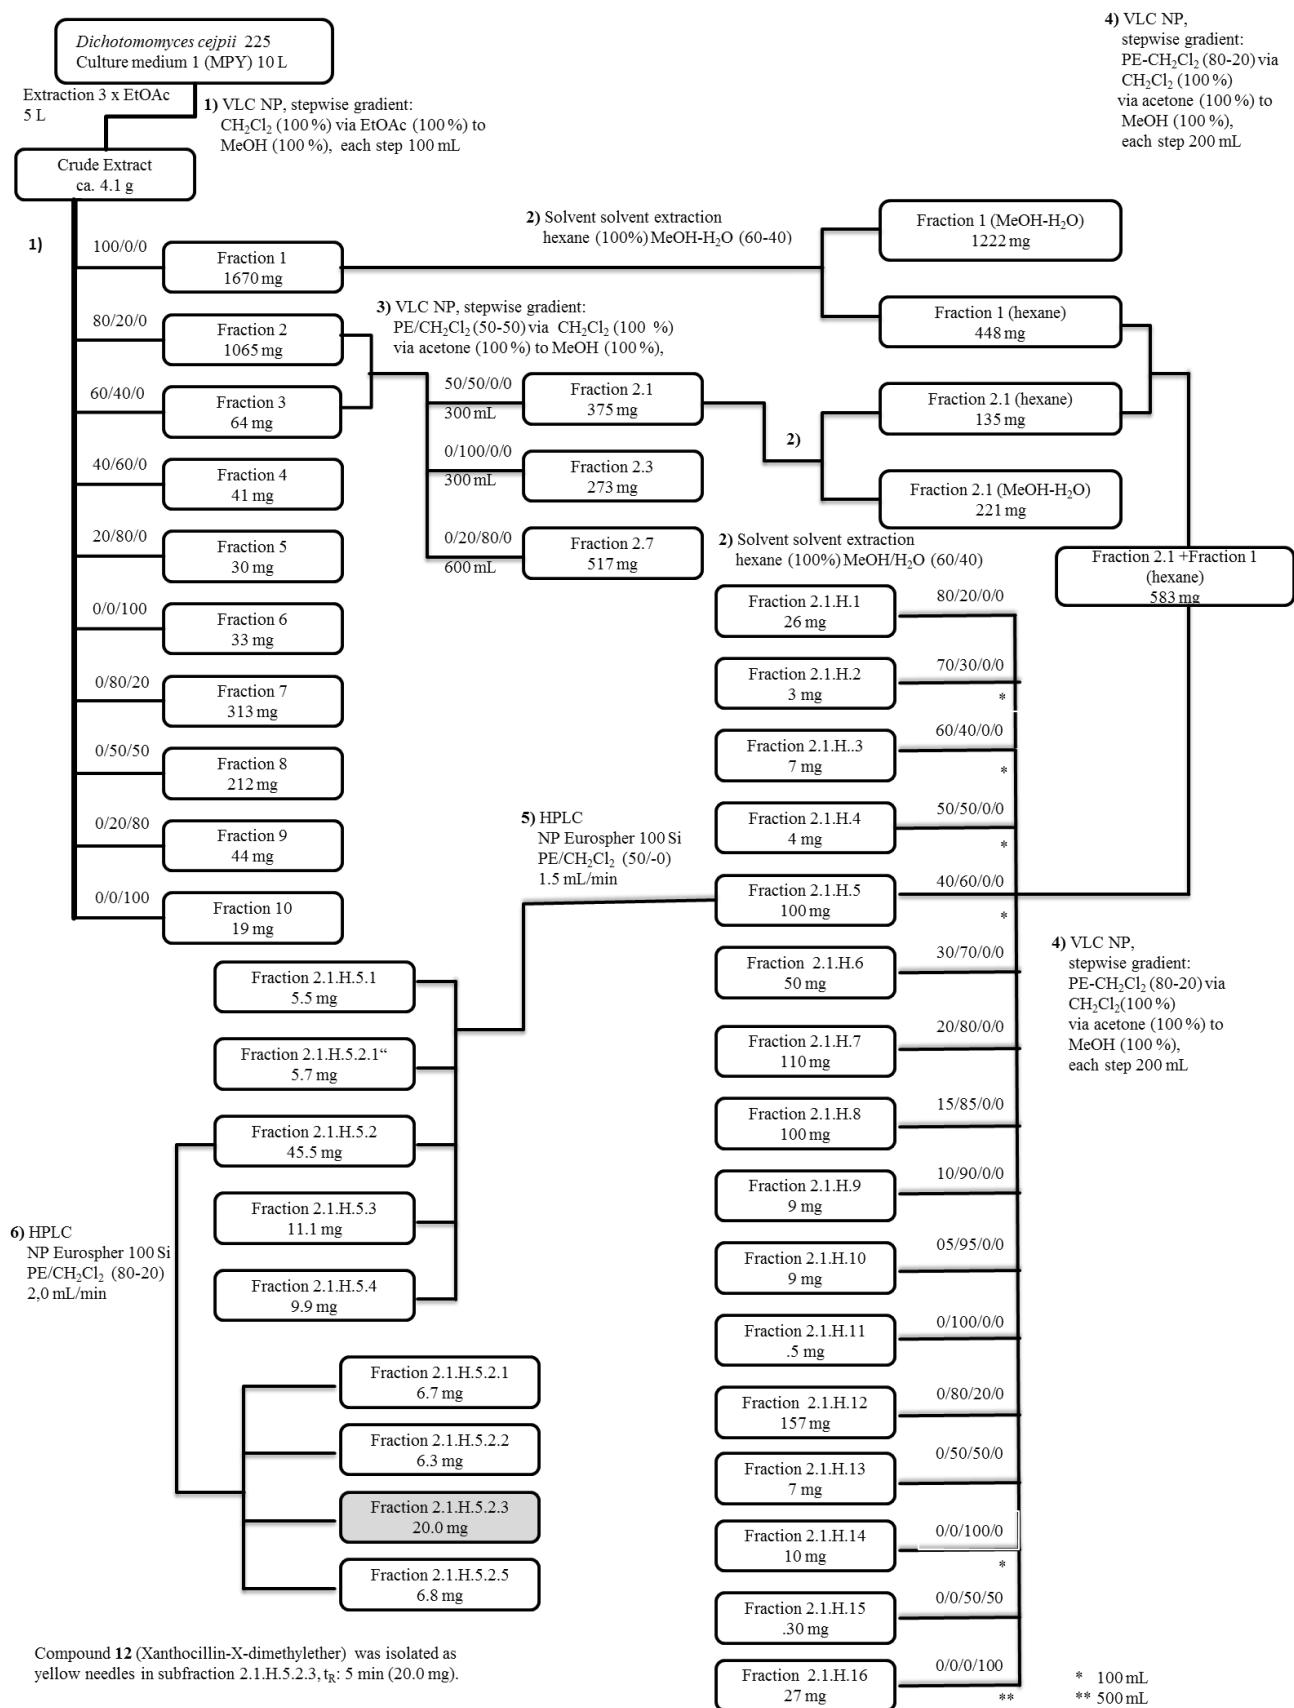 Dichotomomyces cejpii 225
Culture medium 1 (MPY) 10 L
Extraction 3 x EtOAc
5 L
1) VLC NP, stepwise gradient:
CH₂Cl₂ (100 %) via EtOAc (100 %) to
MeOH (100 %), each step 100 mL
4) VLC NP,
stepwise gradient:
PE-CH₂Cl₂ (80-20) via
CH₂Cl₂ (100 %)
via acetone (100 %) to
MeOH (100 %),
each step 200 mL
Crude Extract
ca. 4.1 g
1)
100/0/0
Fraction 1
1670 mg
80/20/0
Fraction 2
1065 mg
60/40/0
Fraction 3
64 mg
40/60/0
Fraction 4
41 mg
20/80/0
Fraction 5
30 mg
0/0/100
Fraction 6
33 mg
0/80/20
Fraction 7
313 mg
0/50/50
Fraction 8
212 mg
0/20/80
Fraction 9
44 mg
0/0/100
Fraction 10
19 mg
2) Solvent solvent extraction
hexane (100%) MeOH-H₂O (60-40)
Fraction 1 (MeOH-H₂O)
1222 mg
Fraction 1 (hexane)
448 mg
3) VLC NP, stepwise gradient:
PE/CH₂Cl₂ (50-50) via CH₂Cl₂ (100 %)
via acetone (100 %) to MeOH (100 %),
50/50/0/0
300 mL
Fraction 2.1
375 mg
0/100/0/0
300 mL
Fraction 2.3
273 mg
0/20/80/0
600 mL
Fraction 2.7
517 mg
2)
Fraction 2.1 (hexane)
135 mg
Fraction 2.1 (MeOH-H₂O)
221 mg
2) Solvent solvent extraction
hexane (100%) MeOH/H₂O (60/40)
Fraction 2.1 +Fraction 1
(hexane)
583 mg
Fraction 2.1.H.1
26 mg
80/20/0/0
Fraction 2.1.H.2
3 mg
70/30/0/0
*
Fraction 2.1.H..3
7 mg
60/40/0/0
*
Fraction 2.1.H.4
4 mg
50/50/0/0
*
Fraction 2.1.H.5
100 mg
40/60/0/0
*
Fraction 2.1.H.6
50 mg
30/70/0/0
Fraction 2.1.H.7
110 mg
20/80/0/0
Fraction 2.1.H.8
100 mg
15/85/0/0
Fraction 2.1.H.9
9 mg
10/90/0/0
Fraction 2.1.H.10
9 mg
05/95/0/0
Fraction 2.1.H.11
.5 mg
0/100/0/0
Fraction 2.1.H.12
157 mg
0/80/20/0
Fraction 2.1.H.13
7 mg
0/50/50/0
Fraction 2.1.H.14
10 mg
0/0/100/0
*
Fraction 2.1.H.15
.30 mg
0/0/50/50
Fraction 2.1.H.16
27 mg
0/0/0/100
**
4) VLC NP,
stepwise gradient:
PE-CH₂Cl₂ (80-20) via
CH₂Cl₂(100 %)
via acetone (100 %) to
MeOH (100 %),
each step 200 mL
5) HPLC
NP Eurospher 100 Si
PE/CH₂Cl₂ (50/-0)
1.5 mL/min
Fraction 2.1.H.5.1
5.5 mg
Fraction 2.1.H.5.2.1“
5.7 mg
Fraction 2.1.H.5.2
45.5 mg
Fraction 2.1.H.5.3
11.1 mg
Fraction 2.1.H.5.4
9.9 mg
6) HPLC
NP Eurospher 100 Si
PE/CH₂Cl₂ (80-20)
2,0 mL/min
Fraction 2.1.H.5.2.1
6.7 mg
Fraction 2.1.H.5.2.2
6.3 mg
Fraction 2.1.H.5.2.3
20.0 mg
Fraction 2.1.H.5.2.5
6.8 mg
Compound 12 (Xanthocillin-X-dimethylether) was isolated as
yellow needles in subfraction 2.1.H.5.2.3, tR: 5 min (20.0 mg).
* 100 mL
** 500 mL